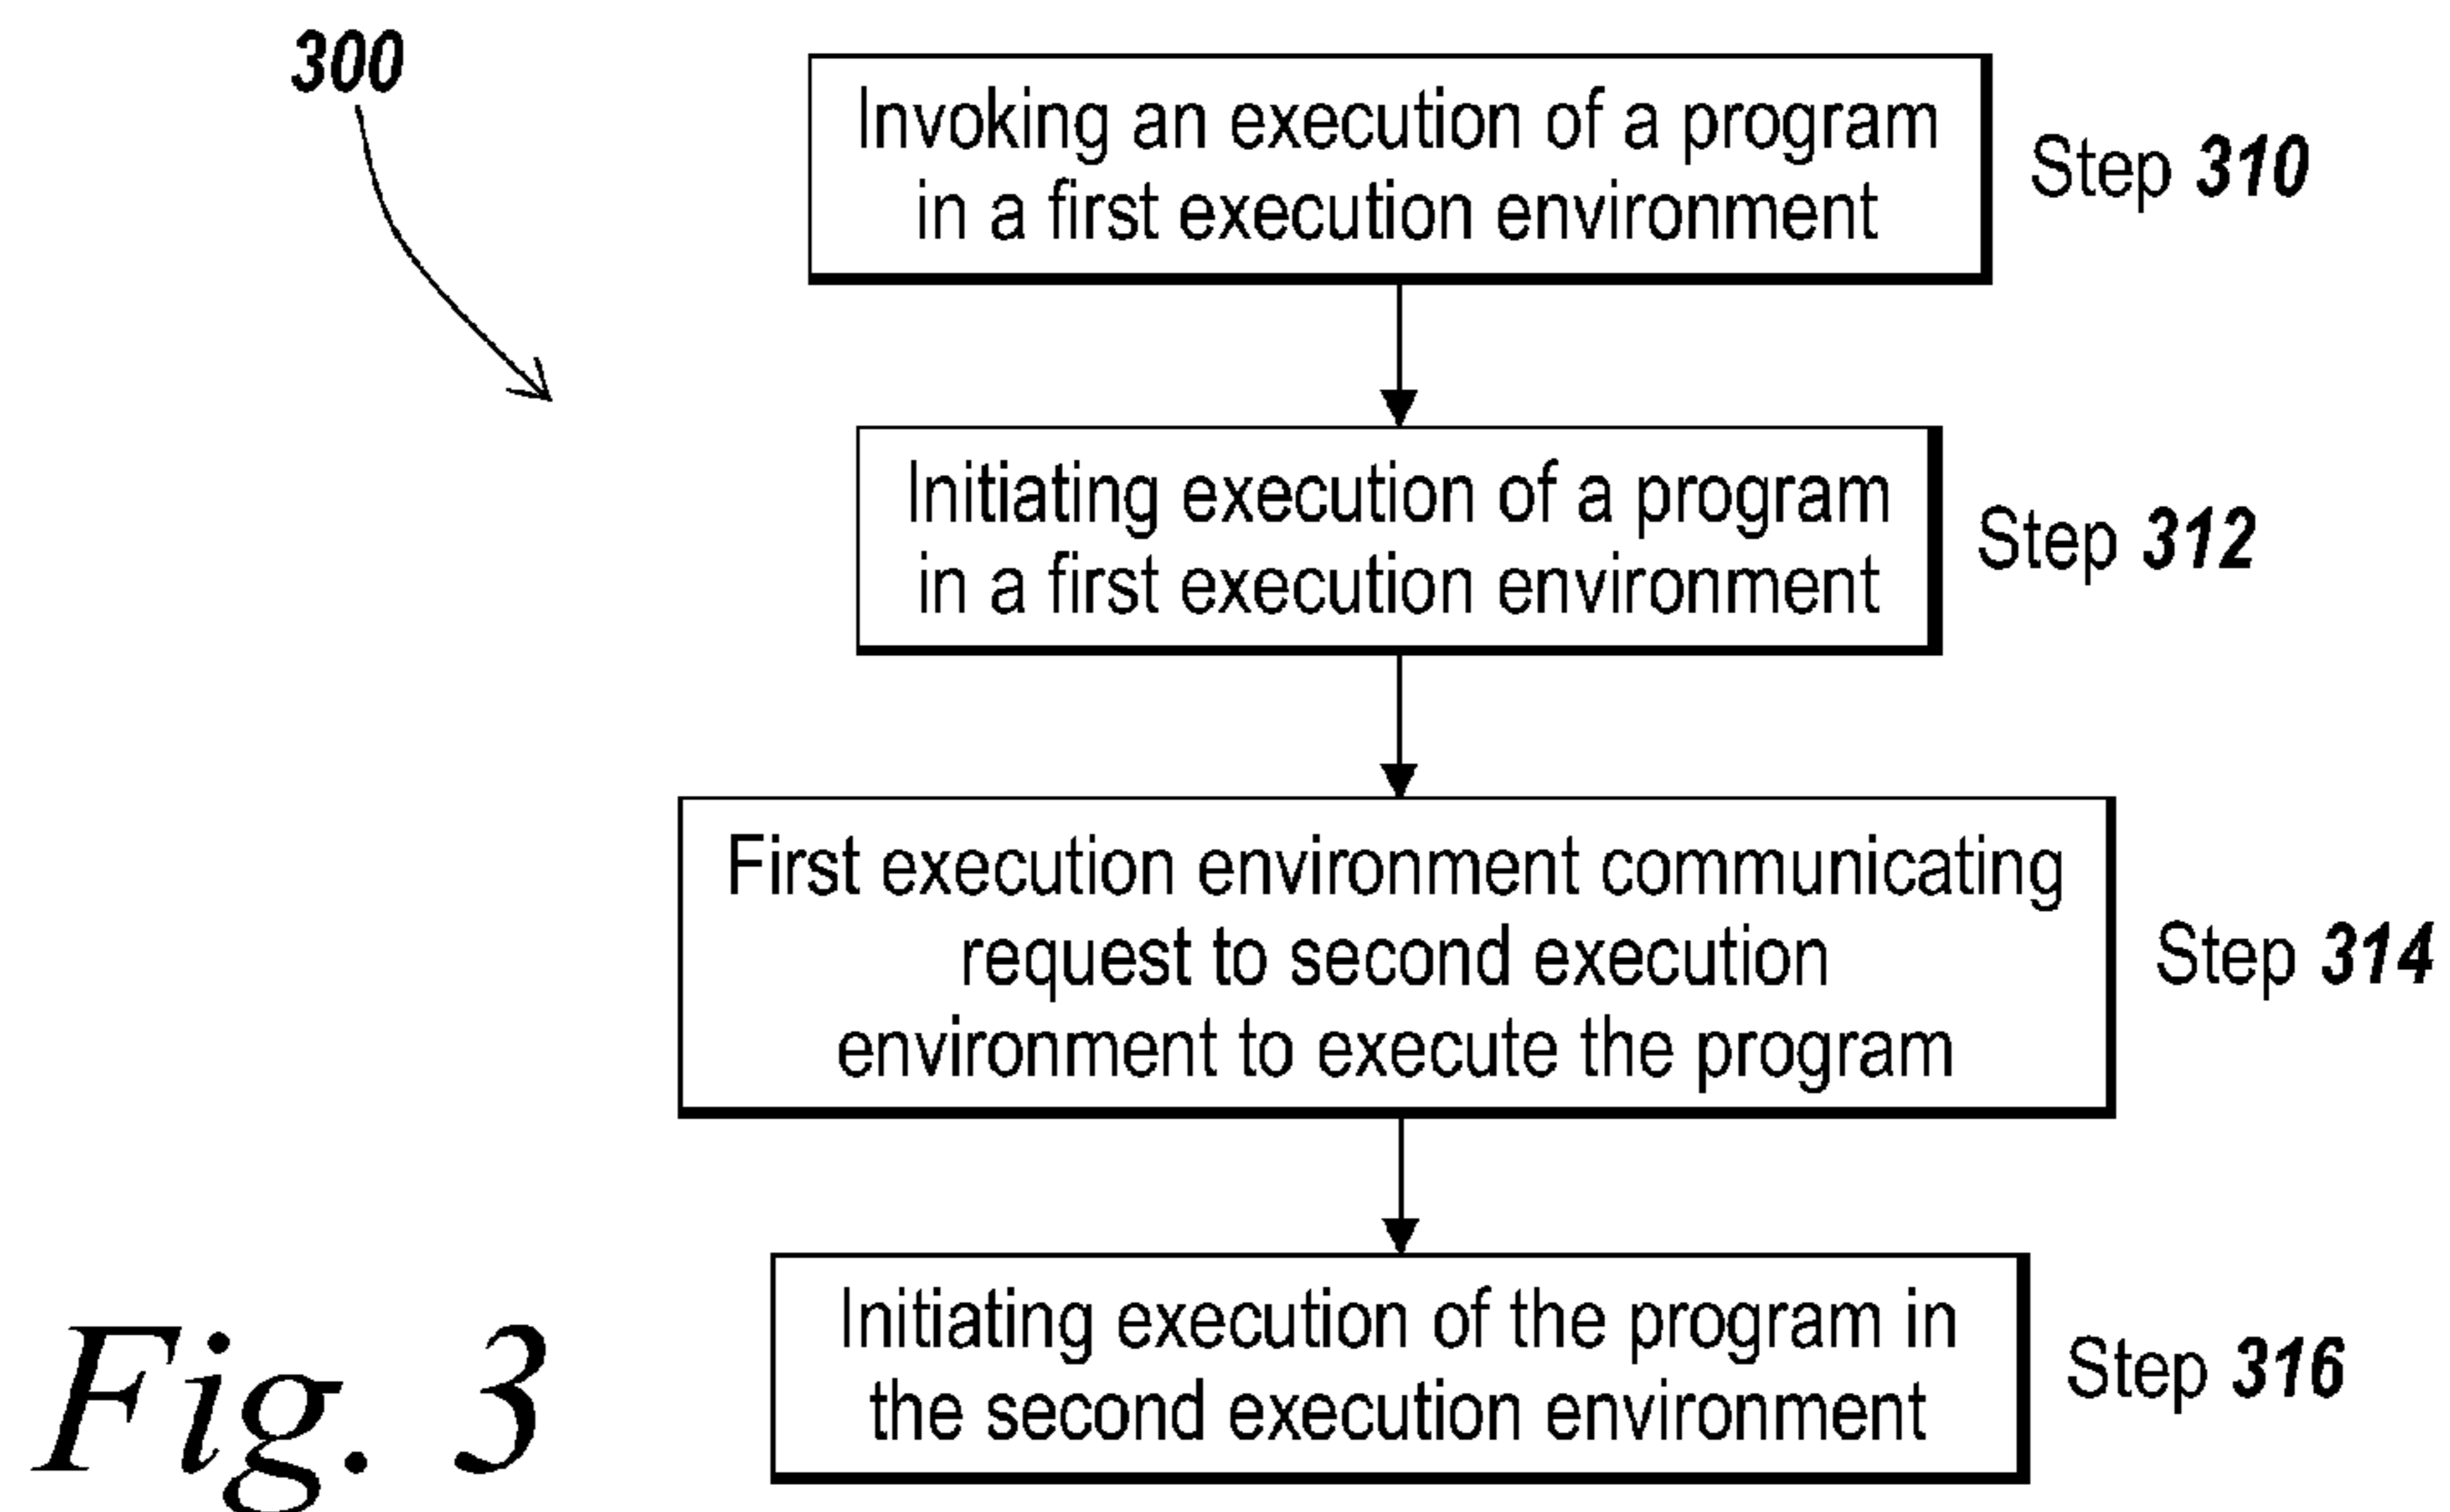 300
Invoking an execution of a program
in a first execution environment
Step 310
Initiating execution of a program
in a first execution environment
Step 312
First execution environment communicating
request to second execution
environment to execute the program
Step 314
Initiating execution of the program in
the second execution environment
Step 316
Fig. 3